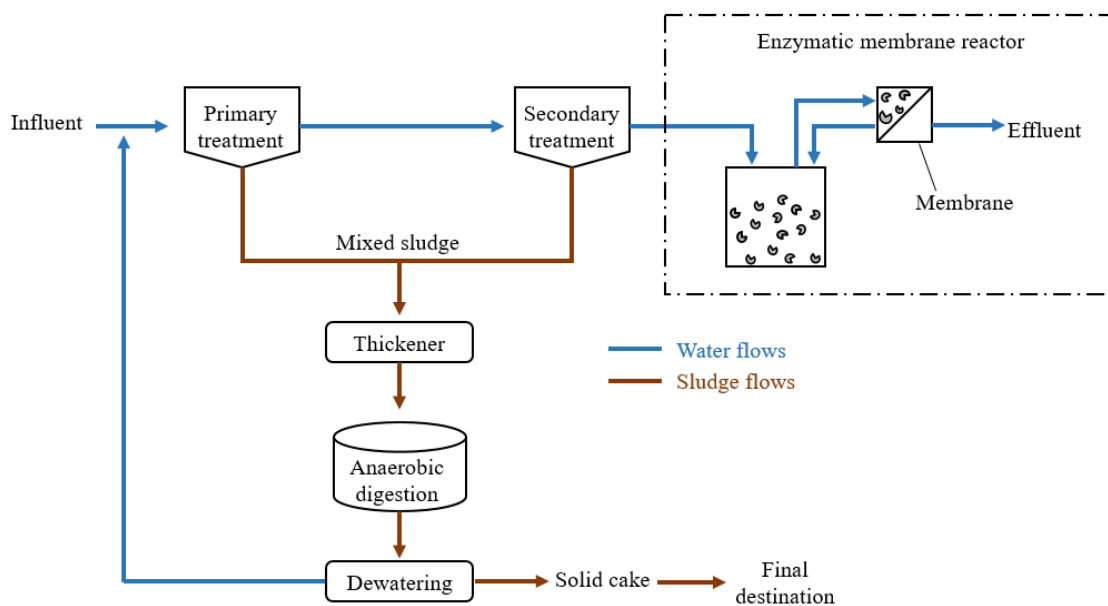 Enzymatic membrane reactor
Influent
Primary
treatment
Secondary
treatment
Effluent
Membrane
Mixed sludge
Thickener
Water flows
Sludge flows
Anaerobic
digestion
Dewatering
Solid cake
Final
destination